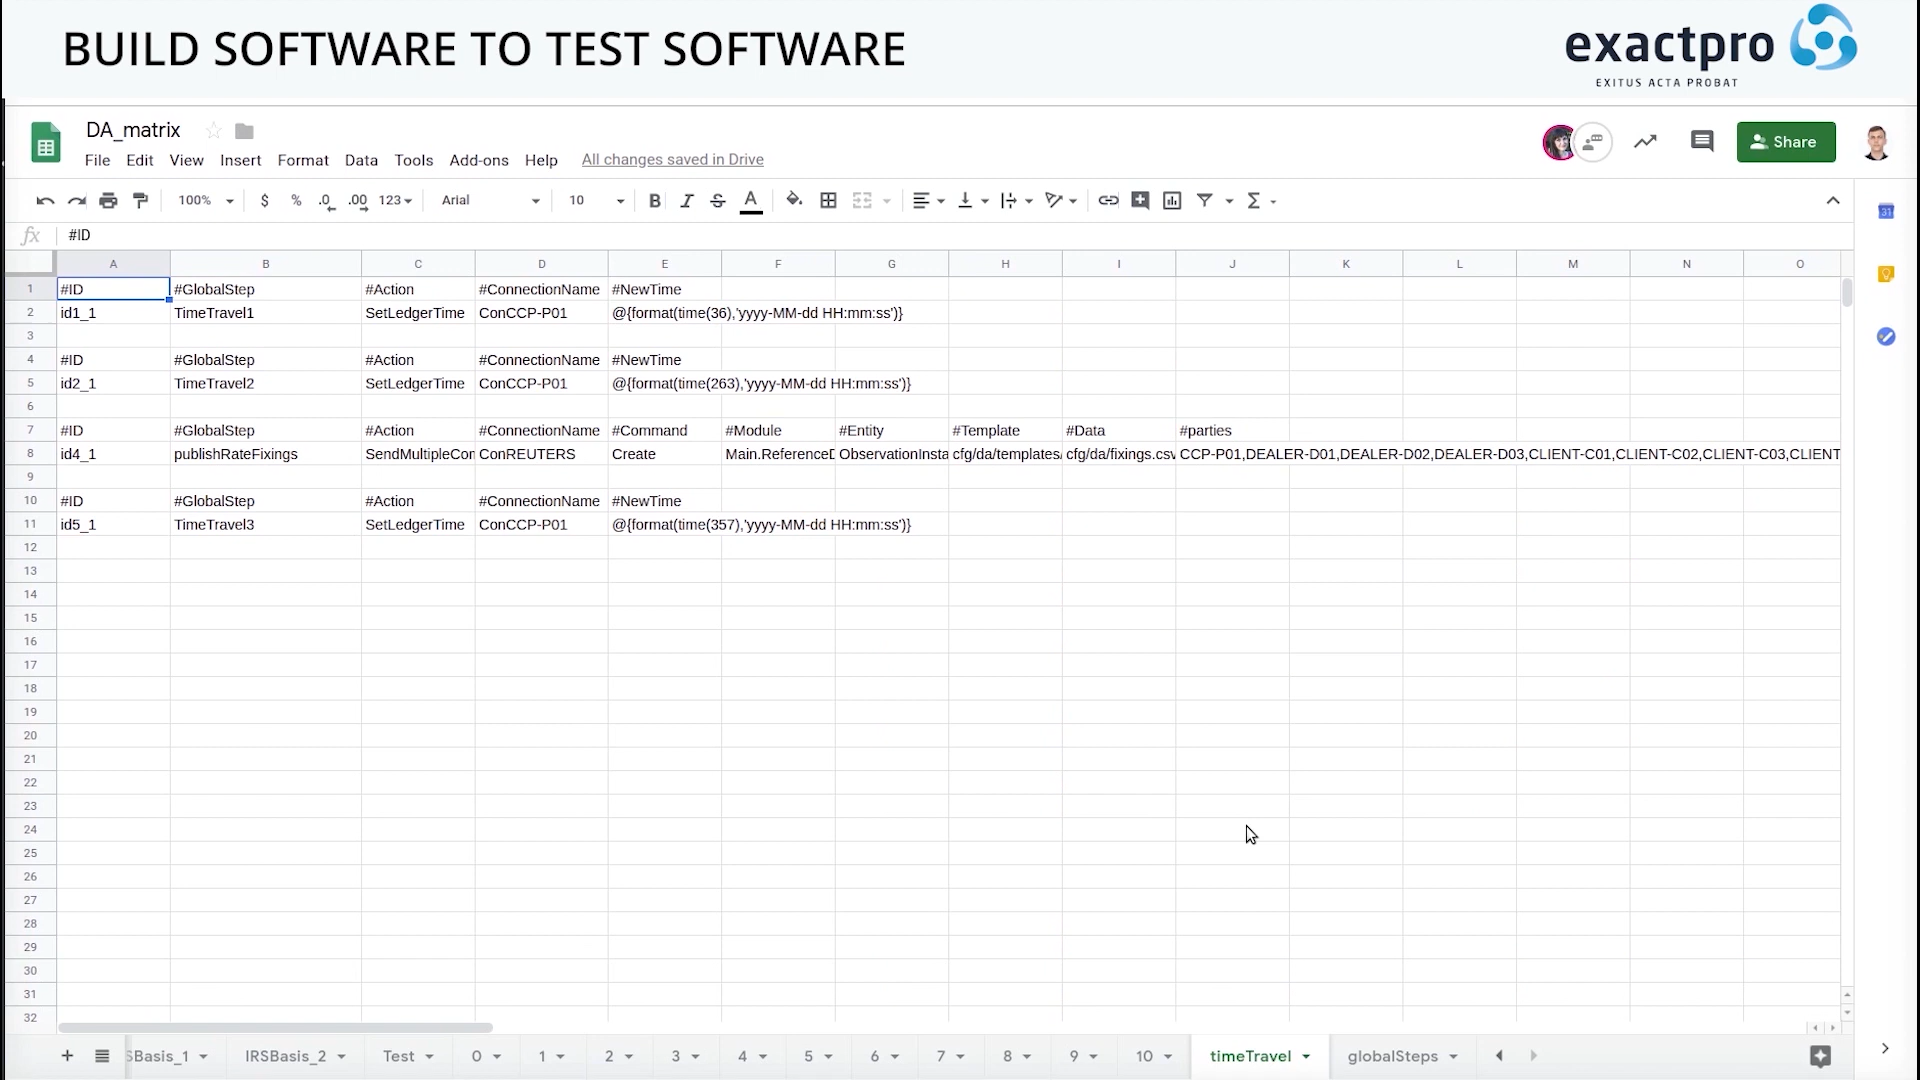 BUILD SOFTWARE TO TEST SOFTWARE
exactpro
EXITUS ACTA PROBAT
DA_matrix
File Edit View Insert Format Data Tools Add-ons Help All changes saved in Drive
Share
100% $ % .0 .00 123 Arial 10 B I S A
31
fx #ID
A B C D E F G H I J K L M N O
1 #ID #GlobalStep #Action #ConnectionName #NewTime
2 id1_1 TimeTravel1 SetLedgerTime ConCCP-P01 @{format(time(36),'yyyy-MM-dd HH:mm:ss')}
3
4 #ID #GlobalStep #Action #ConnectionName #NewTime
5 id2_1 TimeTravel2 SetLedgerTime ConCCP-P01 @{format(time(263),'yyyy-MM-dd HH:mm:ss')}
6
7 #ID #GlobalStep #Action #ConnectionName #Command #Module #Entity #Template #Data #parties
8 id4_1 publishRateFixings SendMultipleCon ConREUTERS Create Main.ReferenceD ObservationInsta cfg/da/templates/ cfg/da/fixings.csv CCP-P01,DEALER-D01,DEALER-D02,DEALER-D03,CLIENT-C01,CLIENT-C02,CLIENT-C03,CLIENT
9
10 #ID #GlobalStep #Action #ConnectionName #NewTime
11 id5_1 TimeTravel3 SetLedgerTime ConCCP-P01 @{format(time(357),'yyyy-MM-dd HH:mm:ss')}
12
13
14
15
16
17
18
19
20
21
22
23
24
25
26
27
28
29
30
31
32
SBasis_1 IRSBasis_2 Test 0 1 2 3 4 5 6 7 8 9 10 timeTravel globalSteps